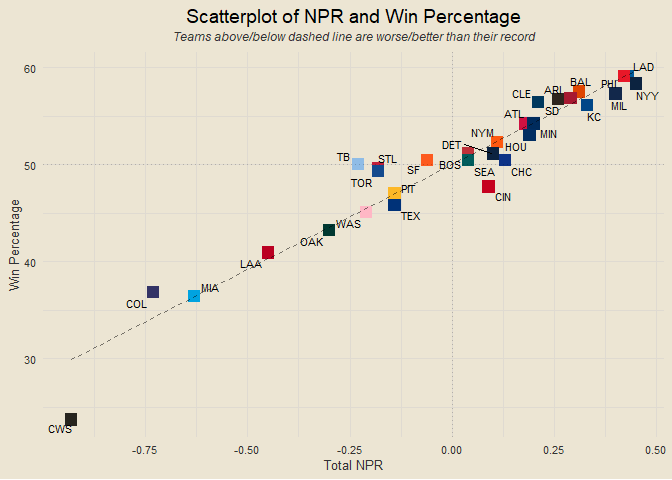 Scatterplot of NPR and Win Percentage
Teams above/below dashed line are worse/better than their record
60
50
40
30
Win Percentage
LAD
BAL
PHI
ARI
CLE
NYY
MIL
SD
KC
ATL
NYM
MIN
DET
HOU
TB
STL
BOS
SF
SEA
CHC
TOR
PIT
CIN
TEX
WAS
OAK
LAA
MIA
COL
CWS
-0.75
-0.50
-0.25
0.00
0.25
0.50
Total NPR